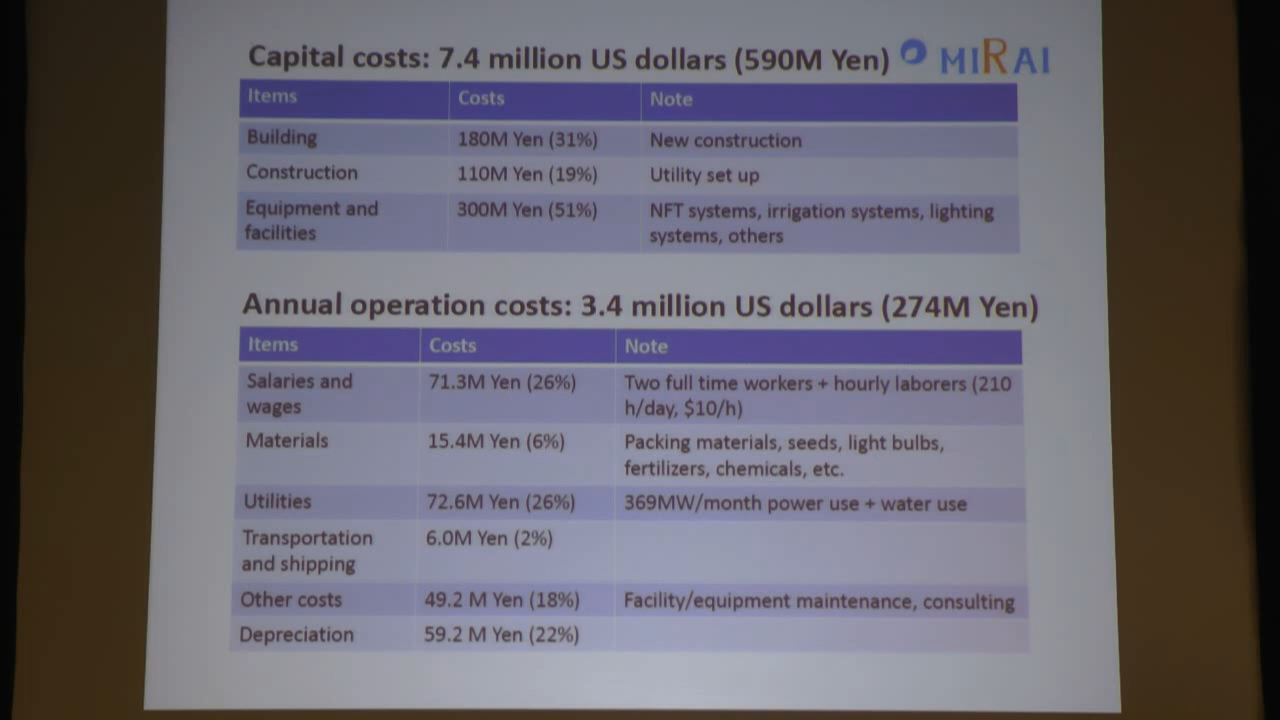 Capital costs: 7.4 million US dollars (590M Yen) MIRAI
Items Costs Note
Building 180M Yen (31%) New construction
Construction 110M Yen (19%) Utility set up
Equipment and facilities 300M Yen (51%) NFT systems, irrigation systems, lighting systems, others
Annual operation costs: 3.4 million US dollars (274M Yen)
Items Costs Note
Salaries and wages 71.3M Yen (26%) Two full time workers + hourly laborers (210 h/day, $10/h)
Materials 15.4M Yen (6%) Packing materials, seeds, light bulbs, fertilizers, chemicals, etc.
Utilities 72.6M Yen (26%) 369MW/month power use + water use
Transportation and shipping 6.0M Yen (2%)
Other costs 49.2 M Yen (18%) Facility/equipment maintenance, consulting
Depreciation 59.2 M Yen (22%)